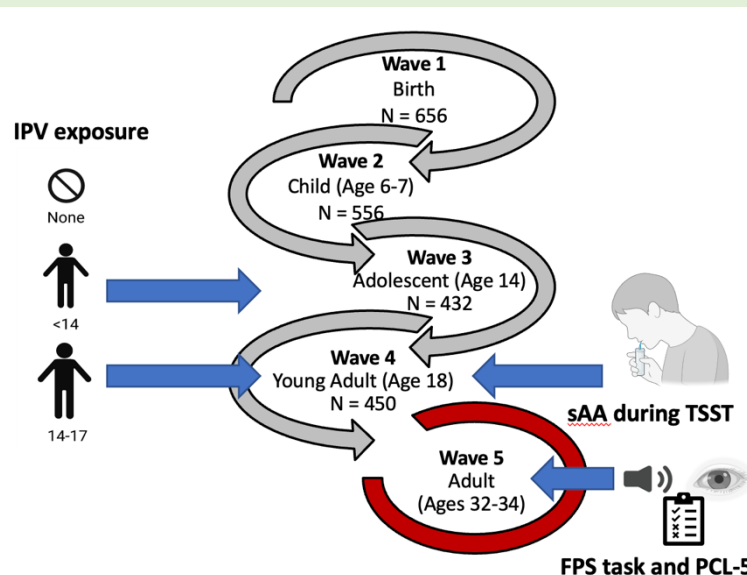 Wave 1
Birth
N = 656
IPV exposure
None
<14
14-17
Wave 2
Child (Age 6-7)
N = 556
Wave 3
Adolescent (Age 14)
N = 432
Wave 4
Young Adult (Age 18)
N = 450
sAA during TSST
Wave 5
Adult
(Ages 32-34)
FPS task and PCL-5